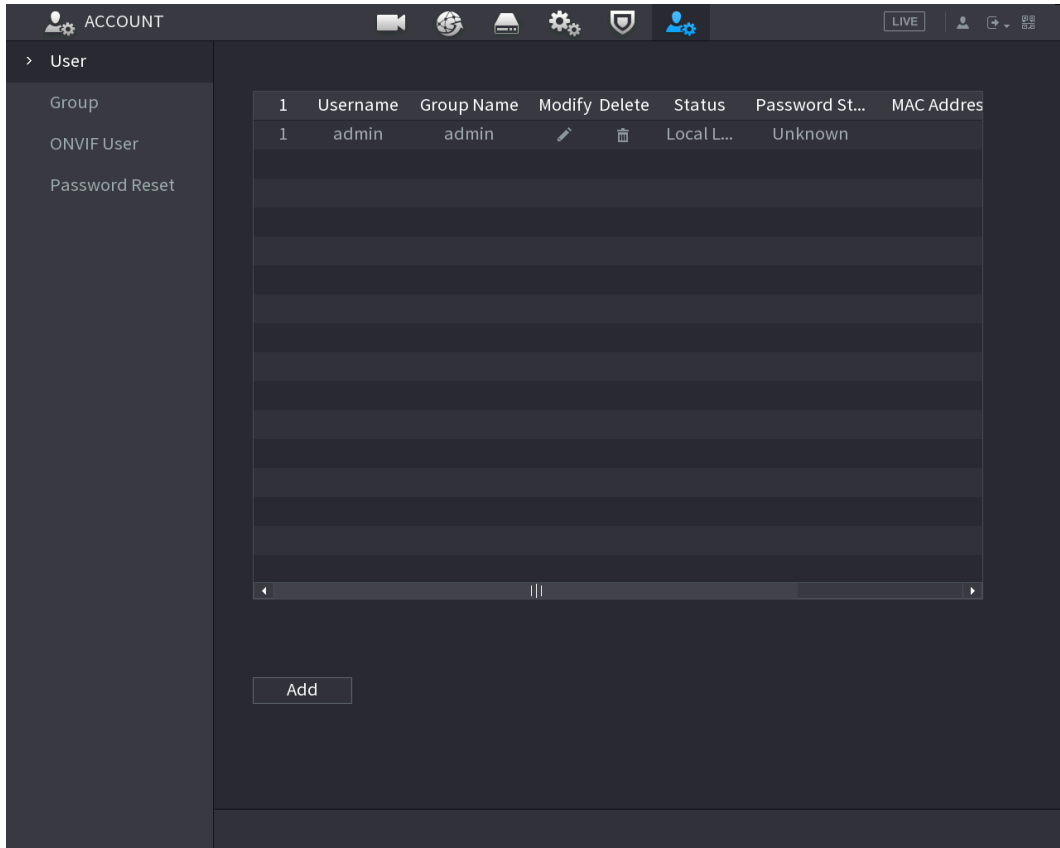 ACCOUNT LIVE
User
Group
ONVIF User
Password Reset
1 Username Group Name Modify Delete Status Password St... MAC Addres
1 admin admin Local L... Unknown
Add